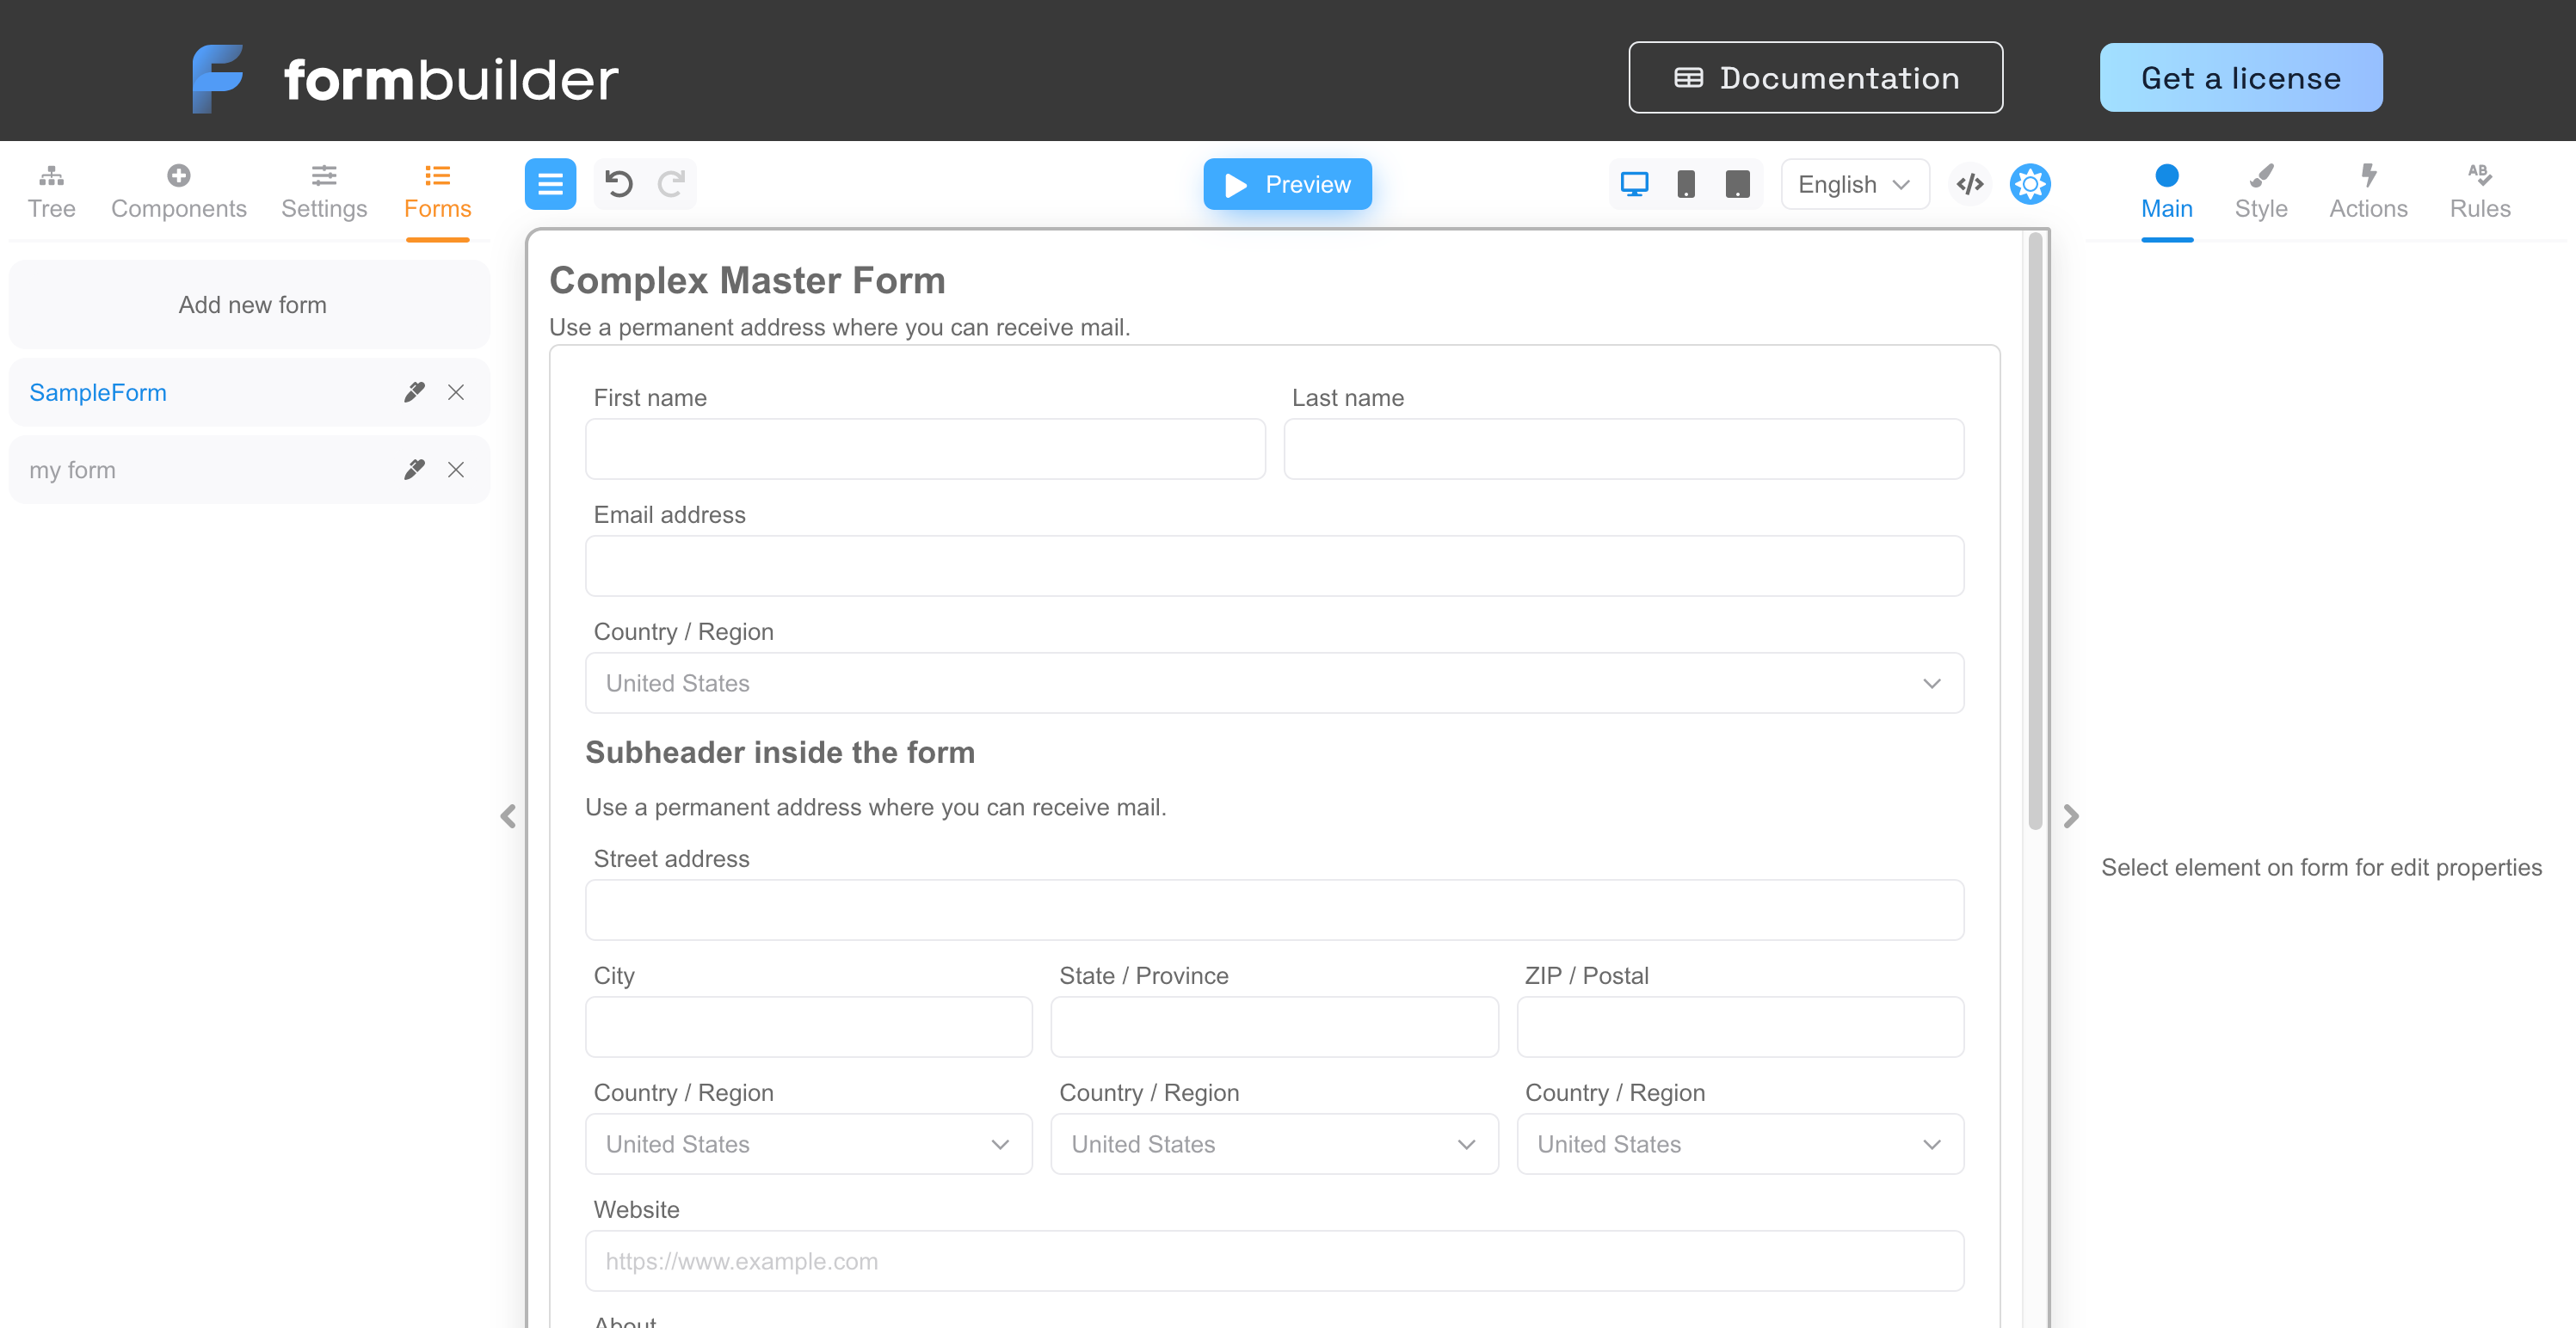 formbuilder
Documentation
Get a license
Tree
Components
Settings
Forms
Preview
English
Main
Style
Actions
AB
Rules
Add new form
SampleForm
my form
Complex Master Form
Use a permanent address where you can receive mail.
First name
Last name
Email address
Country / Region
United States
Subheader inside the form
Use a permanent address where you can receive mail.
Street address
City
State / Province
ZIP / Postal
Country / Region
Country / Region
Country / Region
United States
United States
United States
Website
https://www.example.com
About
Select element on form for edit properties